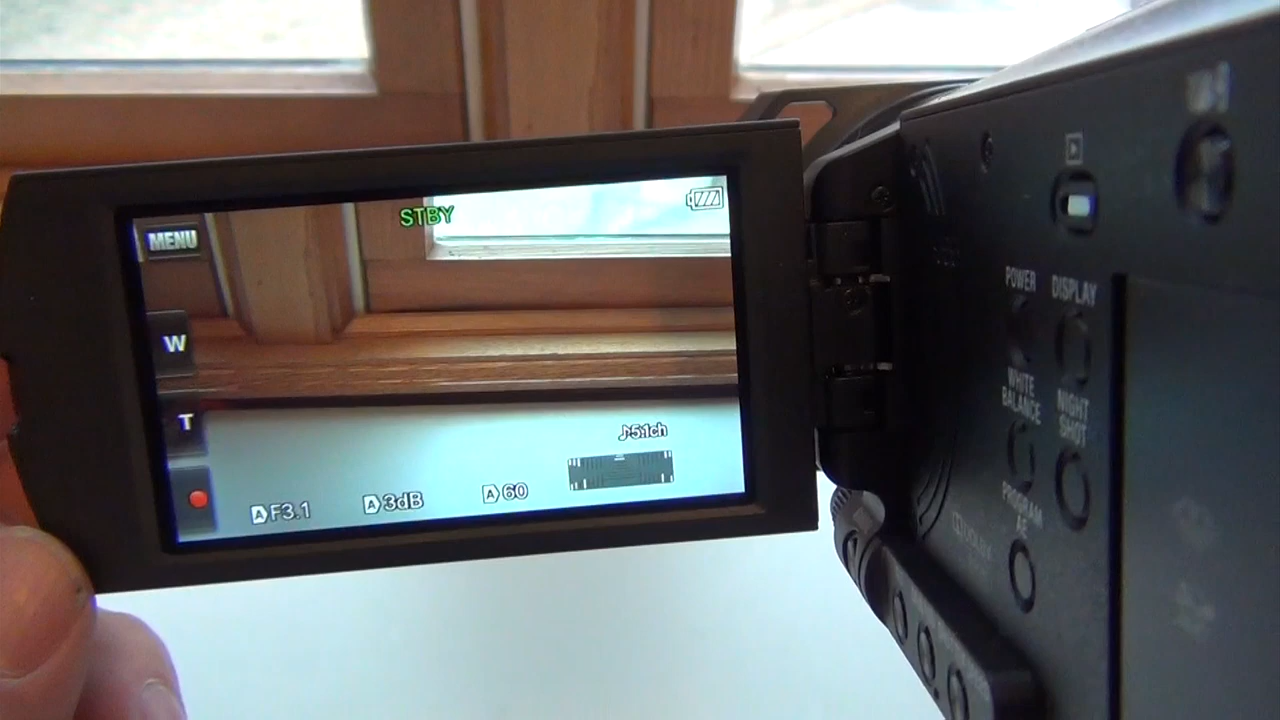 STBY
MENU
W
T
♪5.1ch
A F3.1
A 3dB
A 60
POWER
DISPLAY
WHITE
BALANCE
NIGHT
SHOT
PROGRAM
AE